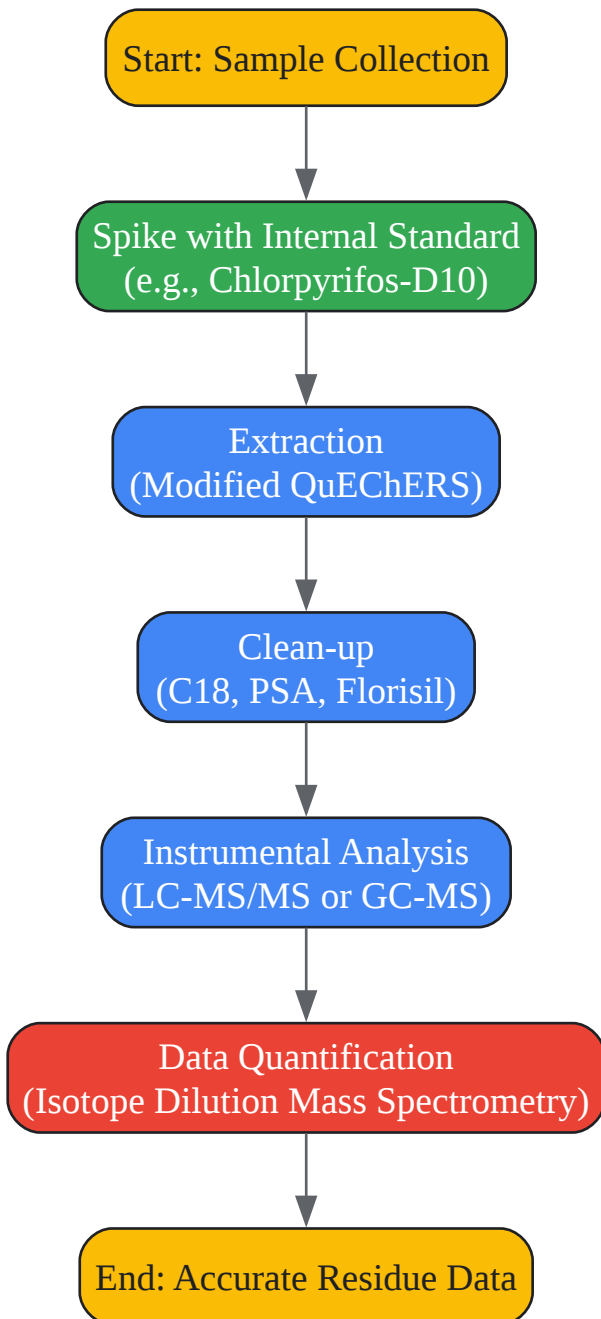 Start: Sample Collection
Spike with Internal Standard
(e.g., Chlorpyrifos-D10)
Extraction
(Modified QuEChERS)
Clean-up
(C18, PSA, Florisil)
Instrumental Analysis
(LC-MS/MS or GC-MS)
Data Quantification
(Isotope Dilution Mass Spectrometry)
End: Accurate Residue Data